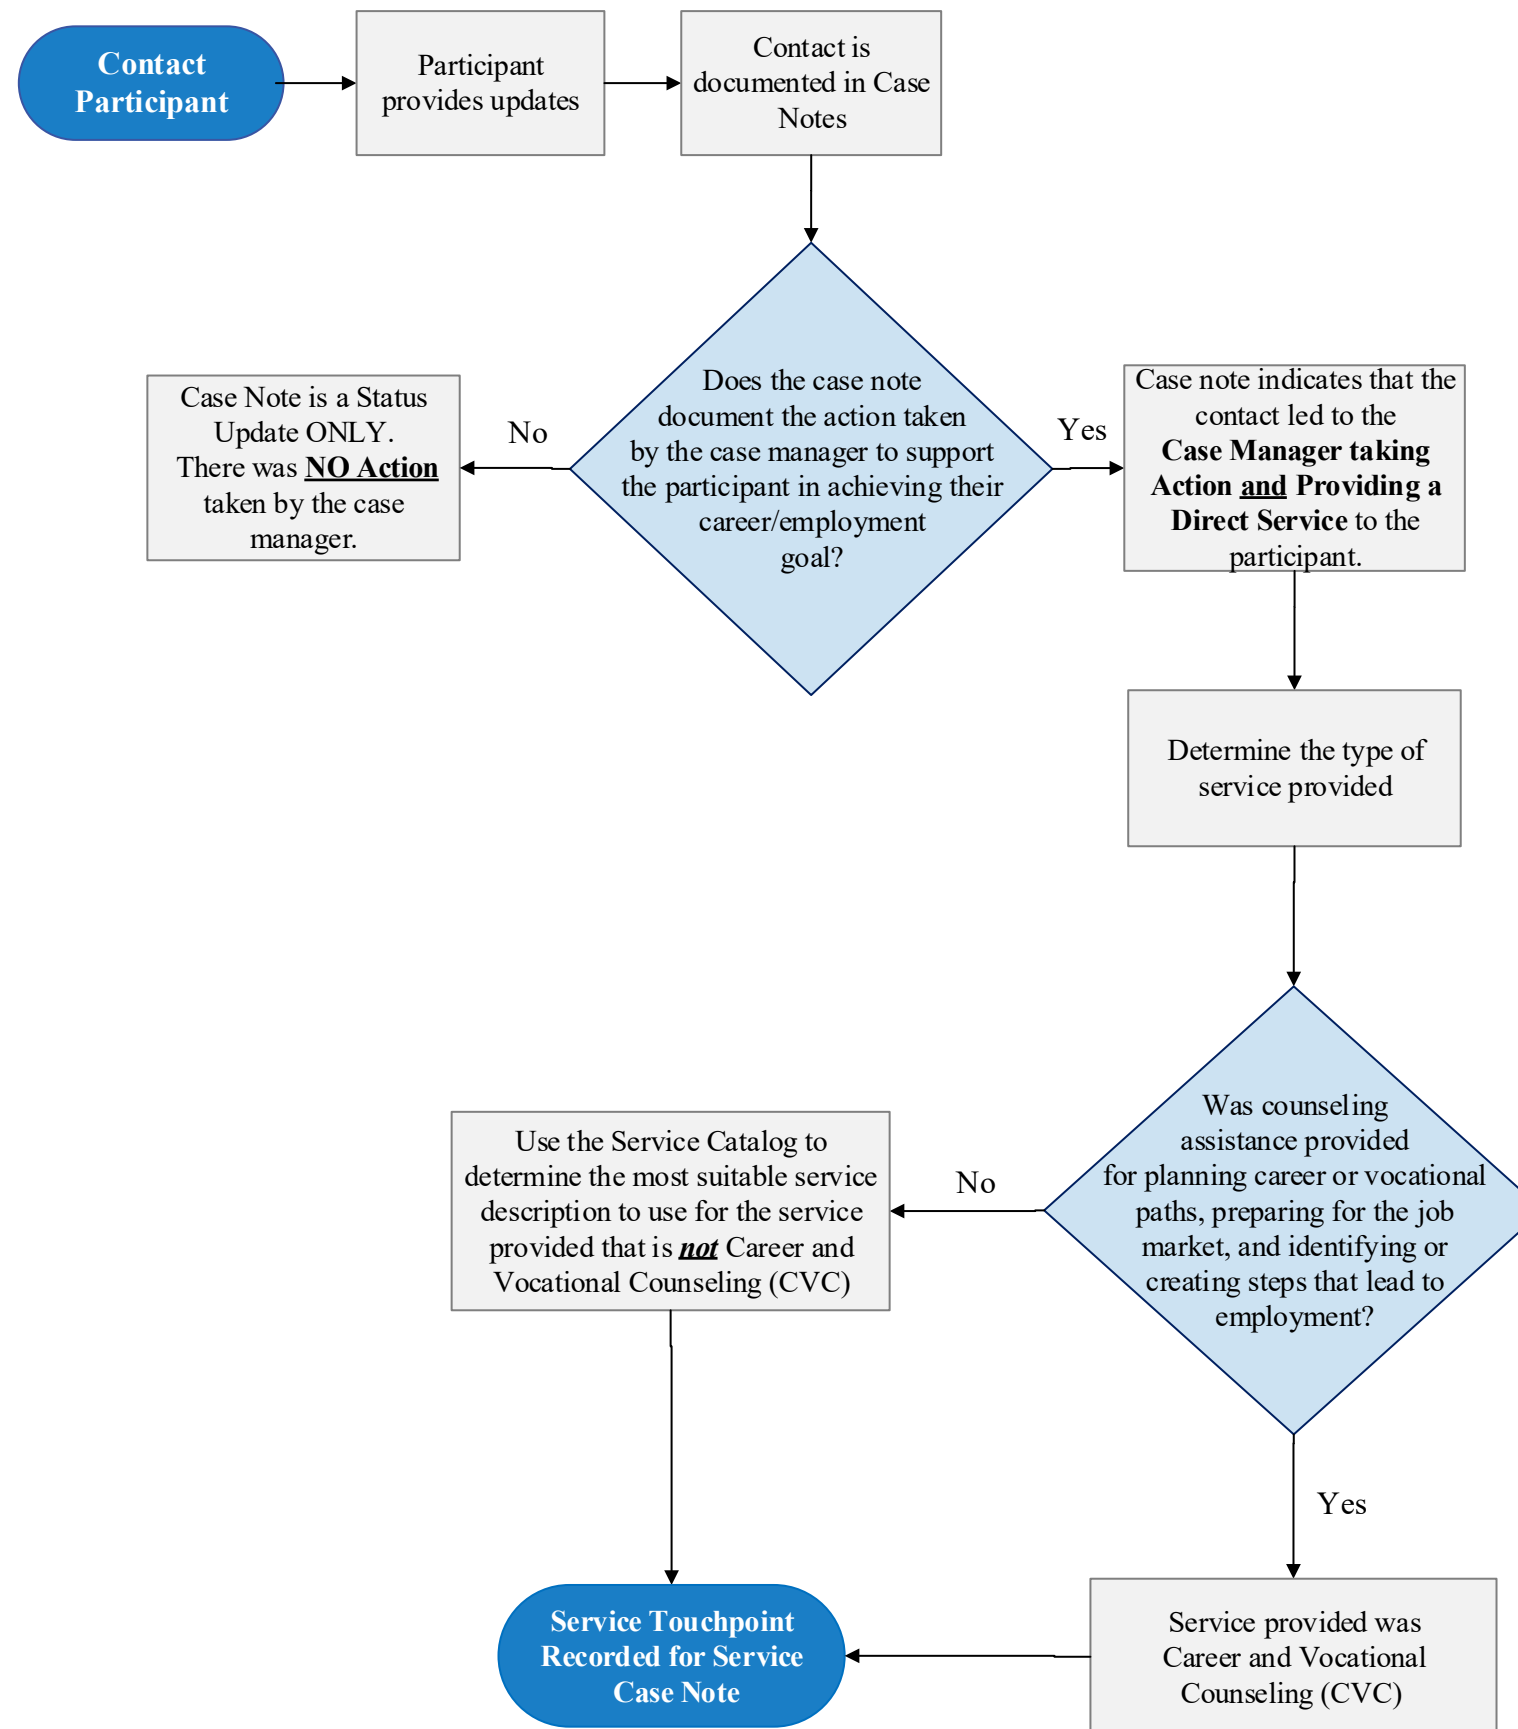 Contact
Participant
Participant
provides updates
Contact is
documented in Case
Notes
Does the case note
document the action taken
by the case manager to support
the participant in achieving their
career/employment
goal?
No
Case Note is a Status
Update ONLY.
There was NO Action
taken by the case
manager.
Yes
Case note indicates that the
contact led to the
Case Manager taking
Action and Providing a
Direct Service to the
participant.
Determine the type of
service provided
Was counseling
assistance provided
for planning career or vocational
paths, preparing for the job
market, and identifying or
creating steps that lead to
employment?
No
Use the Service Catalog to
determine the most suitable service
description to use for the service
provided that is not Career and
Vocational Counseling (CVC)
Yes
Service provided was
Career and Vocational
Counseling (CVC)
Service Touchpoint
Recorded for Service
Case Note